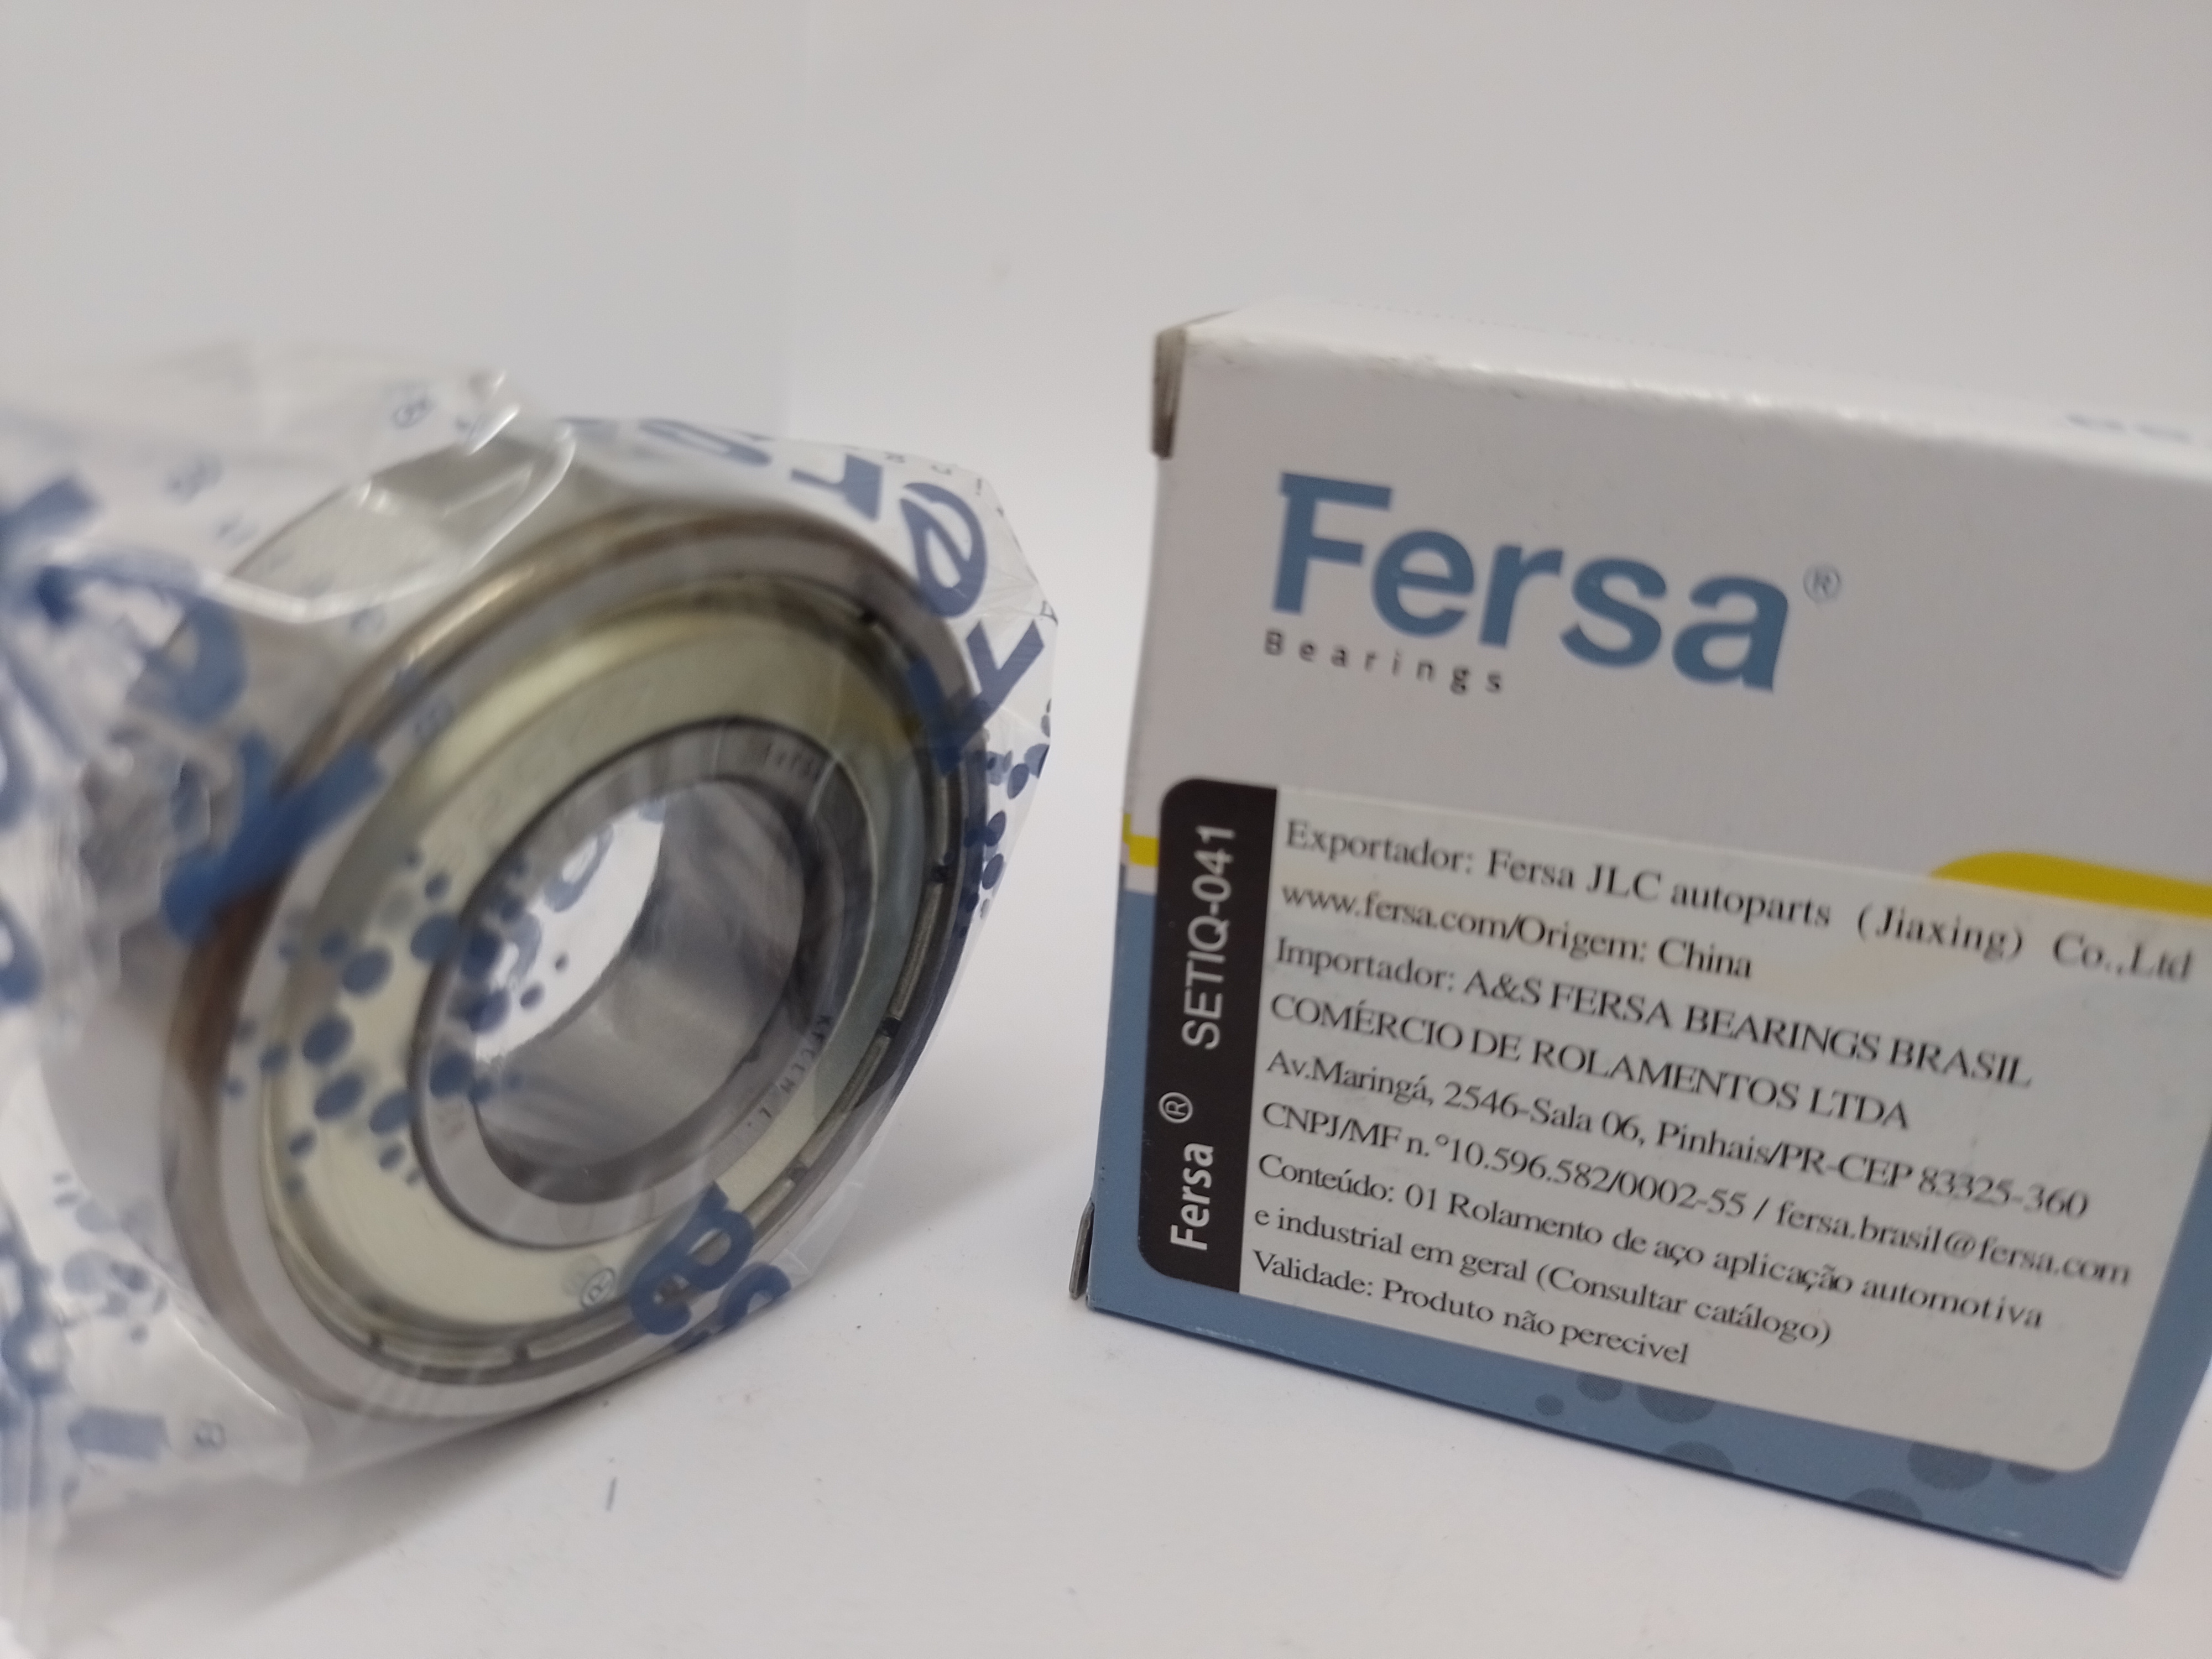 Fersa®
Bearings
Fersa® SETIQ-041
Exportador: Fersa JLC autoparts (Jiaxing) Co.,Ltd
www.fersa.com/Origem: China
Importador: A&S FERSA BEARINGS BRASIL
COMÉRCIO DE ROLAMENTOS LTDA
Av.Maringá, 2546-Sala 06, Pinhais/PR-CEP 83325-360
CNPJ/MF n.°10.596.582/0002-55 / fersa.brasil@fersa.com
Conteúdo: 01 Rolamento de aço aplicação automotiva
e industrial em geral (Consultar catálogo)
Validade: Produto não perecivel